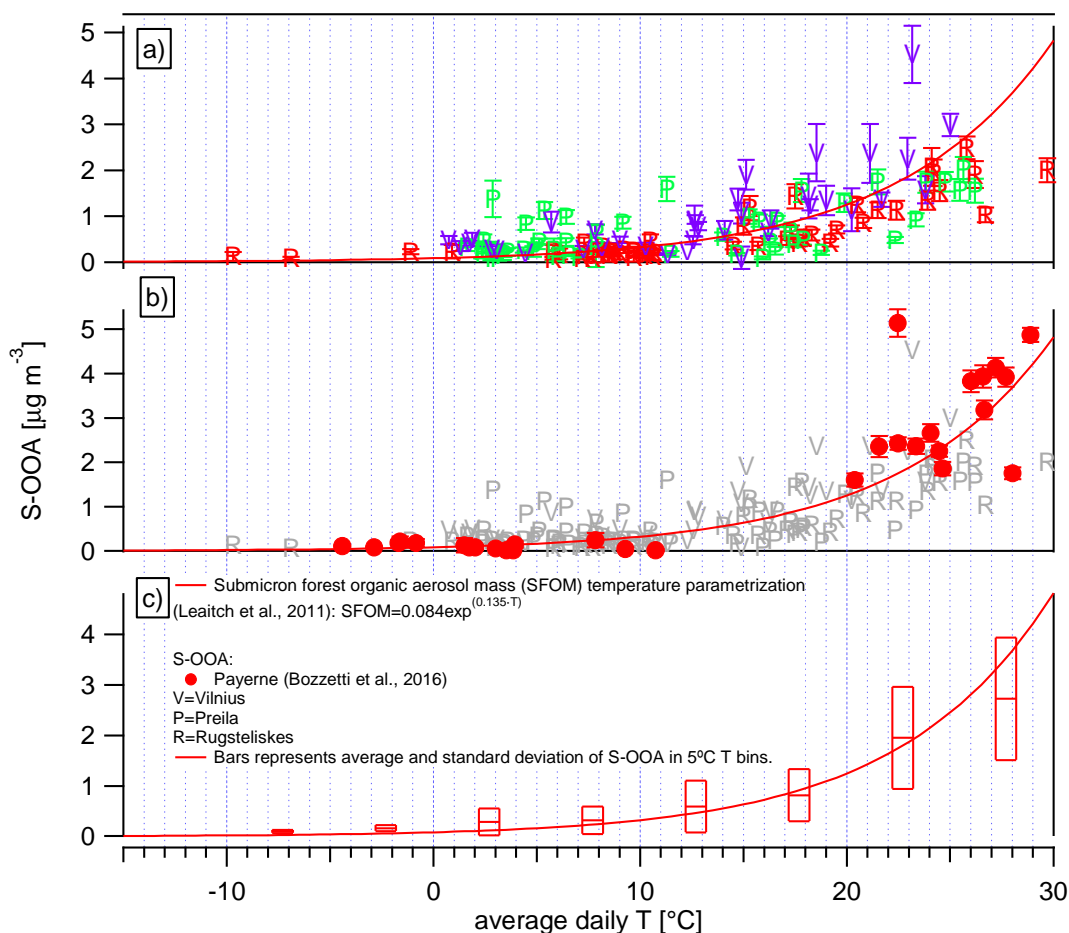 a)
5
4
3
2
1
0
b)
5
4
3
2
1
0
S-OOA [µg m-3]
c)
Submicron forest organic aerosol mass (SFOM) temperature parametrization
(Leaitch et al., 2011): SFOM=0.084exp(0.135·T)
S-OOA:
Payerne (Bozzetti et al., 2016)
V=Vilnius
P=Preila
R=Rugsteliskes
Bars represents average and standard deviation of S-OOA in 5ºC T bins.
4
3
2
1
0
-10 0 10 20 30
average daily T [°C]